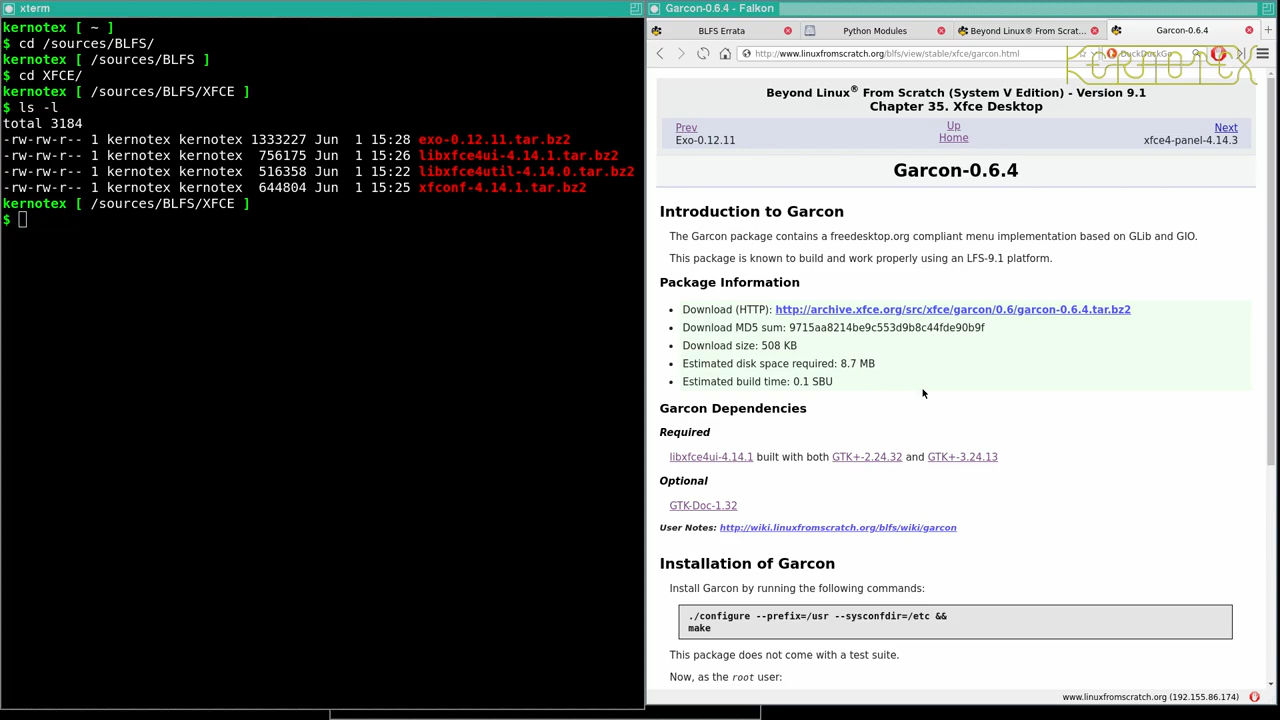 xterm
kernotex [ ~ ]
$ cd /sources/BLFS/
kernotex [ /sources/BLFS ]
$ cd XFCE/
kernotex [ /sources/BLFS/XFCE ]
$ ls -l
total 3184
-rw-rw-r-- 1 kernotex kernotex 1333227 Jun  1 15:28 exo-0.12.11.tar.bz2
-rw-rw-r-- 1 kernotex kernotex  756175 Jun  1 15:26 libxfce4ui-4.14.1.tar.bz2
-rw-rw-r-- 1 kernotex kernotex  516358 Jun  1 15:22 libxfce4util-4.14.0.tar.bz2
-rw-rw-r-- 1 kernotex kernotex  644804 Jun  1 15:25 xfconf-4.14.1.tar.bz2
kernotex [ /sources/BLFS/XFCE ]
$
Garcon-0.6.4 - Falkon
BLFS Errata
Python Modules
Beyond Linux® From Scrat...
Garcon-0.6.4
http://www.linuxfromscratch.org/blfs/view/stable/xfce/garcon.html
DuckDuckGo
KERNOTEX
Beyond Linux® From Scratch (System V Edition) - Version 9.1
Chapter 35. Xfce Desktop
Prev
Up
Next
Exo-0.12.11
Home
xfce4-panel-4.14.3
Garcon-0.6.4
Introduction to Garcon
The Garcon package contains a freedesktop.org compliant menu implementation based on GLib and GIO.
This package is known to build and work properly using an LFS-9.1 platform.
Package Information
• Download (HTTP): http://archive.xfce.org/src/xfce/garcon/0.6/garcon-0.6.4.tar.bz2
• Download MD5 sum: 9715aa8214be9c553d9b8c44fde90b9f
• Download size: 508 KB
• Estimated disk space required: 8.7 MB
• Estimated build time: 0.1 SBU
Garcon Dependencies
Required
libxfce4ui-4.14.1 built with both GTK+-2.24.32 and GTK+-3.24.13
Optional
GTK-Doc-1.32
User Notes: http://wiki.linuxfromscratch.org/blfs/wiki/garcon
Installation of Garcon
Install Garcon by running the following commands:
./configure --prefix=/usr --sysconfdir=/etc &&
make
This package does not come with a test suite.
Now, as the root user:
www.linuxfromscratch.org (192.155.86.174)